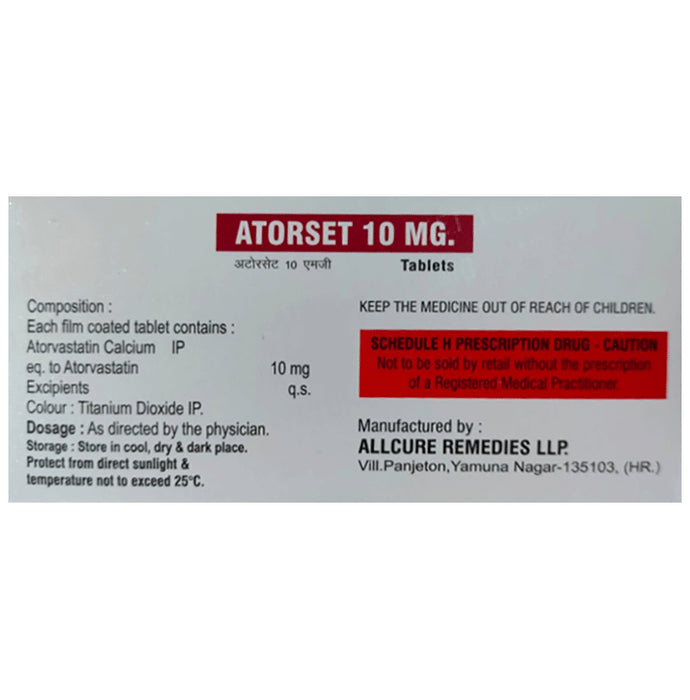 ATORSET 10 MG.
अटोरसेट 10 एमजी Tablets
Composition :
Each film coated tablet contains :
Atorvastatin Calcium IP
eq. to Atorvastatin 10 mg
Excipients q.s.
Colour : Titanium Dioxide IP.
Dosage : As directed by the physician.
Storage : Store in cool, dry & dark place.
Protect from direct sunlight &
temperature not to exceed 25°C.
KEEP THE MEDICINE OUT OF REACH OF CHILDREN.
SCHEDULE H PRESCRIPTION DRUG - CAUTION
Not to be sold by retail without the prescription
of a Registered Medical Practitioner.
Manufactured by :
ALLCURE REMEDIES LLP.
Vill.Panjeton,Yamuna Nagar-135103, (HR.)